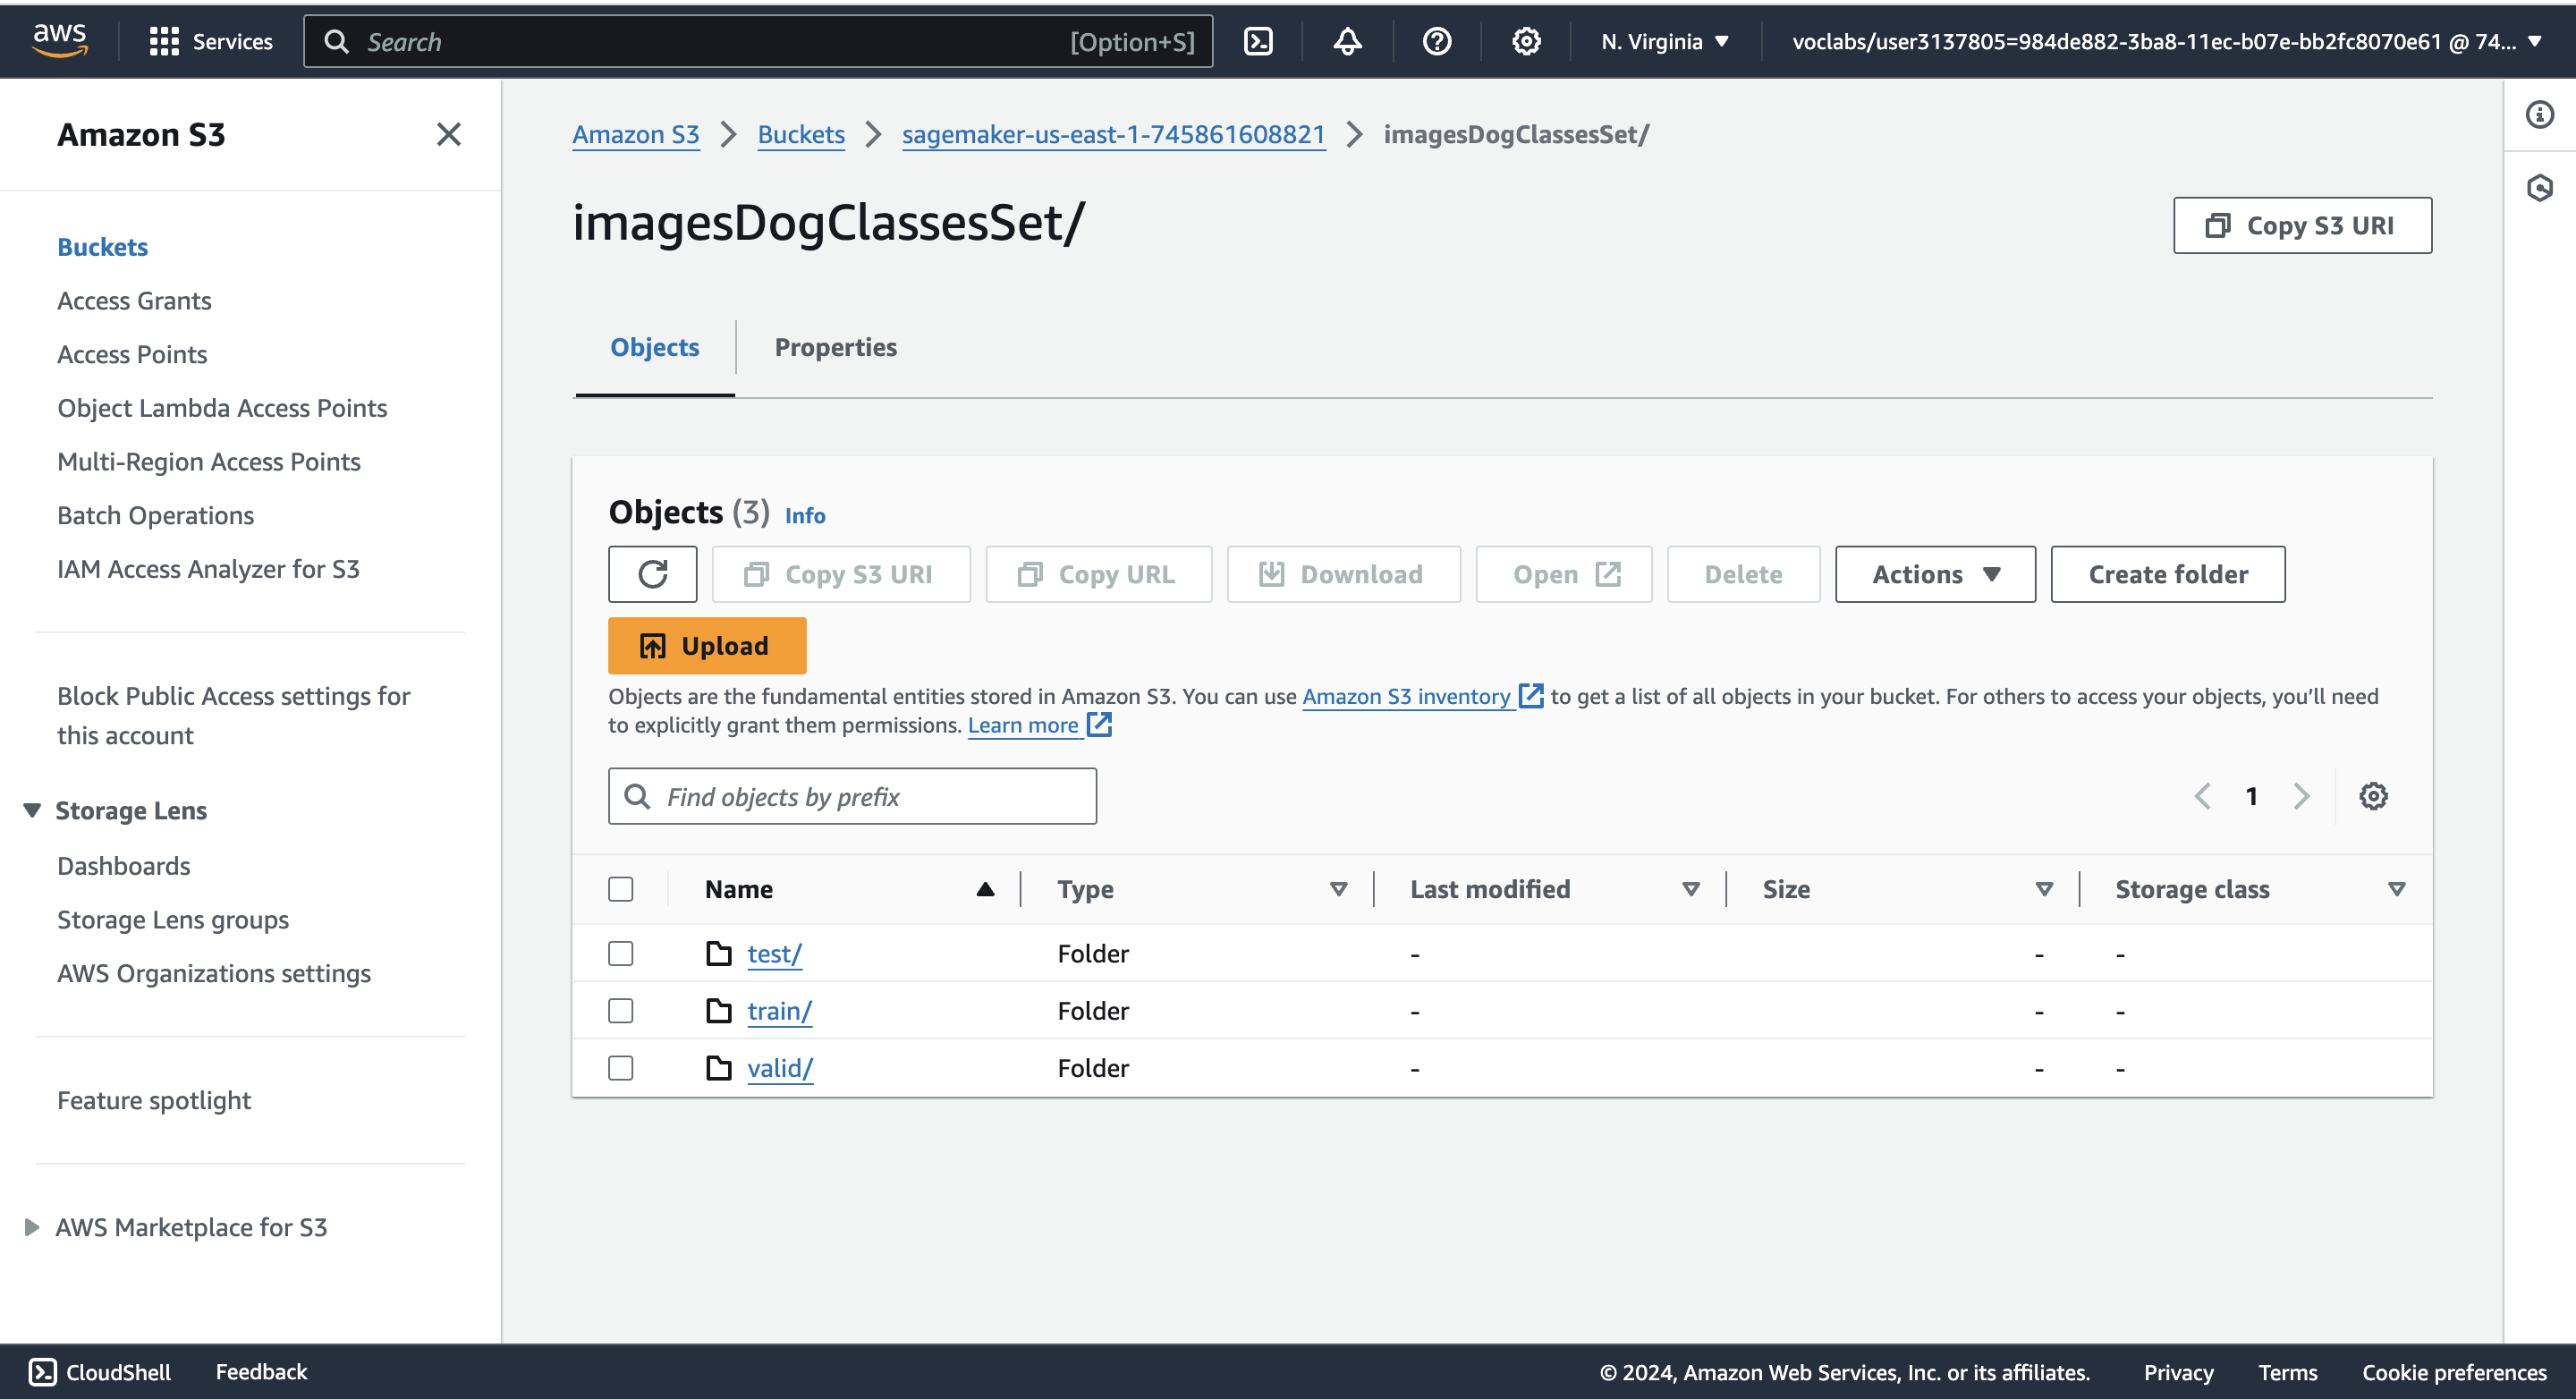 aws
Services
Search [Option+S]
N. Virginia
voclabs/user3137805=984de882-3ba8-11ec-b07e-bb2fc8070e61 @ 74...
Amazon S3
Buckets
Access Grants
Access Points
Object Lambda Access Points
Multi-Region Access Points
Batch Operations
IAM Access Analyzer for S3
Block Public Access settings for
this account
Storage Lens
Dashboards
Storage Lens groups
AWS Organizations settings
Feature spotlight
AWS Marketplace for S3
Amazon S3 > Buckets > sagemaker-us-east-1-745861608821 > imagesDogClassesSet/
imagesDogClassesSet/
Copy S3 URI
Objects Properties
Objects (3) Info
Copy S3 URI Copy URL Download Open Delete Actions Create folder
Upload
Objects are the fundamental entities stored in Amazon S3. You can use Amazon S3 inventory to get a list of all objects in your bucket. For others to access your objects, you’ll need
to explicitly grant them permissions. Learn more
Find objects by prefix
1
Name Type Last modified Size Storage class
test/ Folder - - -
train/ Folder - - -
valid/ Folder - - -
CloudShell Feedback © 2024, Amazon Web Services, Inc. or its affiliates. Privacy Terms Cookie preferences